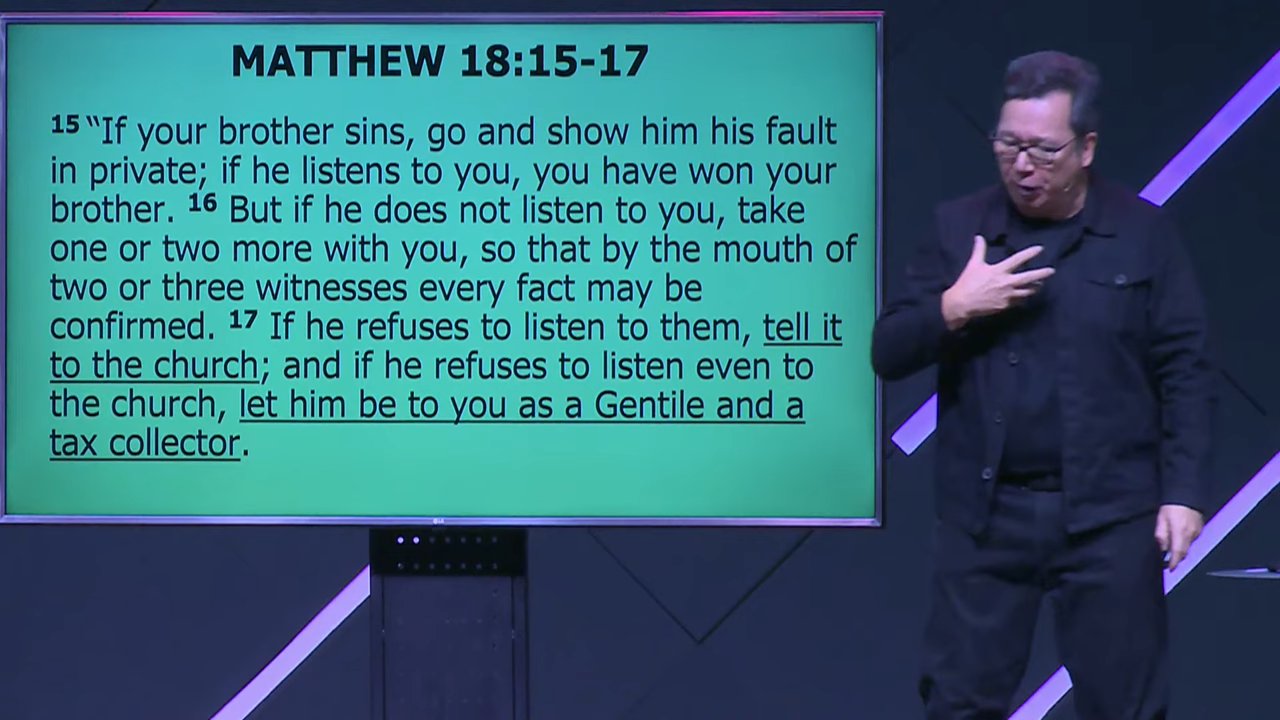 MATTHEW 18:15-17
15 “If your brother sins, go and show him his fault
in private; if he listens to you, you have won your
brother. 16 But if he does not listen to you, take
one or two more with you, so that by the mouth of
two or three witnesses every fact may be
confirmed. 17 If he refuses to listen to them, tell it
to the church; and if he refuses to listen even to
the church, let him be to you as a Gentile and a
tax collector.
LG